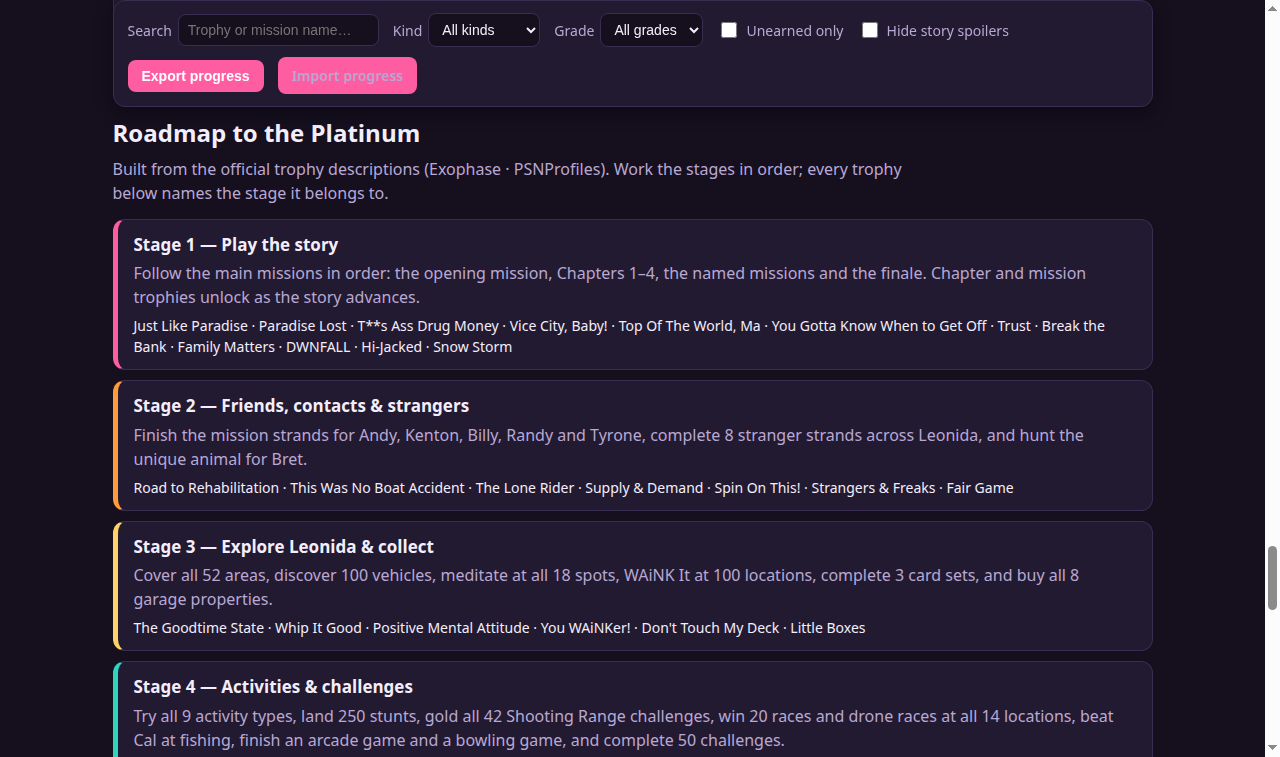 Search Trophy or mission name… Kind All kinds Grade All grades Unearned only Hide story spoilers
Export progress Import progress
Roadmap to the Platinum
Built from the official trophy descriptions (Exophase · PSNProfiles). Work the stages in order; every trophy
below names the stage it belongs to.
Stage 1 — Play the story
Follow the main missions in order: the opening mission, Chapters 1–4, the named missions and the finale. Chapter and mission
trophies unlock as the story advances.
Just Like Paradise · Paradise Lost · T**s Ass Drug Money · Vice City, Baby! · Top Of The World, Ma · You Gotta Know When to Get Off · Trust · Break the
Bank · Family Matters · DWNFALL · Hi-Jacked · Snow Storm
Stage 2 — Friends, contacts & strangers
Finish the mission strands for Andy, Kenton, Billy, Randy and Tyrone, complete 8 stranger strands across Leonida, and hunt the
unique animal for Bret.
Road to Rehabilitation · This Was No Boat Accident · The Lone Rider · Supply & Demand · Spin On This! · Strangers & Freaks · Fair Game
Stage 3 — Explore Leonida & collect
Cover all 52 areas, discover 100 vehicles, meditate at all 18 spots, WAiNK It at 100 locations, complete 3 card sets, and buy all 8
garage properties.
The Goodtime State · Whip It Good · Positive Mental Attitude · You WAiNKer! · Don't Touch My Deck · Little Boxes
Stage 4 — Activities & challenges
Try all 9 activity types, land 250 stunts, gold all 42 Shooting Range challenges, win 20 races and drone races at all 14 locations, beat
Cal at fishing, finish an arcade game and a bowling game, and complete 50 challenges.